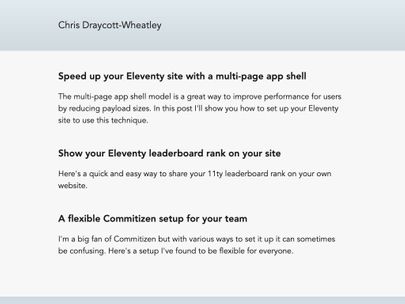 Chris Draycott-Wheatley
Speed up your Eleventy site with a multi-page app shell
The multi-page app shell model is a great way to improve performance for users
by reducing payload sizes. In this post I'll show you how to set up your Eleventy
site to use this technique.
Show your Eleventy leaderboard rank on your site
Here's a quick and easy way to share your 11ty leaderboard rank on your own
website.
A flexible Commitizen setup for your team
I'm a big fan of Commitizen but with various ways to set it up it can sometimes
be confusing. Here's a setup I've found to be flexible for everyone.